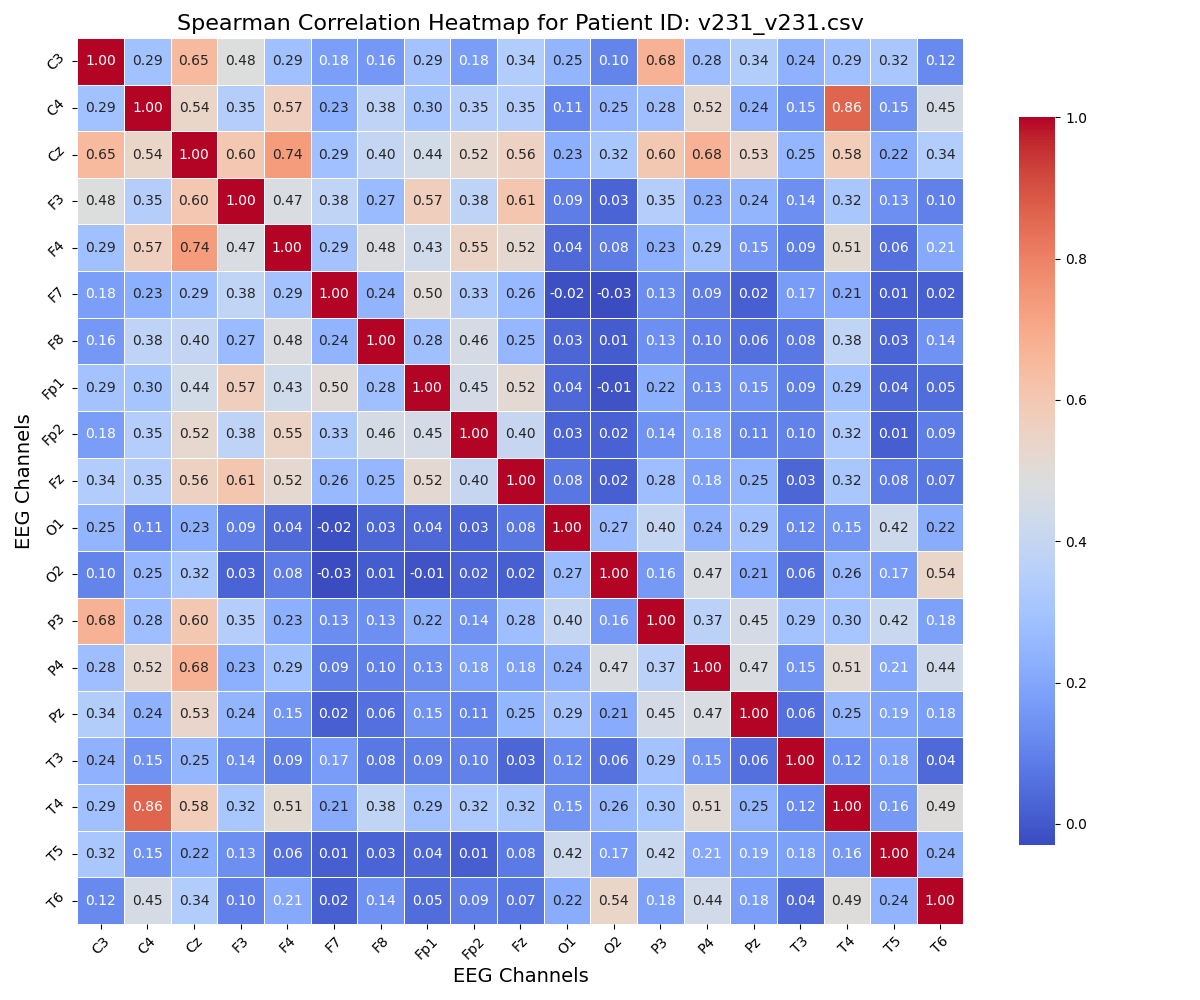 Spearman Correlation Heatmap for Patient ID: v231_v231.csv
C3 1.00 0.29 0.65 0.48 0.29 0.18 0.16 0.29 0.18 0.34 0.25 0.10 0.68 0.28 0.34 0.24 0.29 0.32 0.12
C4 0.29 1.00 0.54 0.35 0.57 0.23 0.38 0.30 0.35 0.35 0.11 0.25 0.28 0.52 0.24 0.15 0.86 0.15 0.45
Cz 0.65 0.54 1.00 0.60 0.74 0.29 0.40 0.44 0.52 0.56 0.23 0.32 0.60 0.68 0.53 0.25 0.58 0.22 0.34
F3 0.48 0.35 0.60 1.00 0.47 0.38 0.27 0.57 0.38 0.61 0.09 0.03 0.35 0.23 0.24 0.14 0.32 0.13 0.10
F4 0.29 0.57 0.74 0.47 1.00 0.29 0.48 0.43 0.55 0.52 0.04 0.08 0.23 0.29 0.15 0.09 0.51 0.06 0.21
F7 0.18 0.23 0.29 0.38 0.29 1.00 0.24 0.50 0.33 0.26 -0.02 -0.03 0.13 0.09 0.02 0.17 0.21 0.01 0.02
F8 0.16 0.38 0.40 0.27 0.48 0.24 1.00 0.28 0.46 0.25 0.03 0.01 0.13 0.10 0.06 0.08 0.38 0.03 0.14
Fp1 0.29 0.30 0.44 0.57 0.43 0.50 0.28 1.00 0.45 0.52 0.04 -0.01 0.22 0.13 0.15 0.09 0.29 0.04 0.05
Fp2 0.18 0.35 0.52 0.38 0.55 0.33 0.46 0.45 1.00 0.40 0.03 0.02 0.14 0.18 0.11 0.10 0.32 0.01 0.09
Fz 0.34 0.35 0.56 0.61 0.52 0.26 0.25 0.52 0.40 1.00 0.08 0.02 0.28 0.18 0.25 0.03 0.32 0.08 0.07
O1 0.25 0.11 0.23 0.09 0.04 -0.02 0.03 0.04 0.03 0.08 1.00 0.27 0.40 0.24 0.29 0.12 0.15 0.42 0.22
O2 0.10 0.25 0.32 0.03 0.08 -0.03 0.01 -0.01 0.02 0.02 0.27 1.00 0.16 0.47 0.21 0.06 0.26 0.17 0.54
P3 0.68 0.28 0.60 0.35 0.23 0.13 0.13 0.22 0.14 0.28 0.40 0.16 1.00 0.37 0.45 0.29 0.30 0.42 0.18
P4 0.28 0.52 0.68 0.23 0.29 0.09 0.10 0.13 0.18 0.18 0.24 0.47 0.37 1.00 0.47 0.15 0.51 0.21 0.44
Pz 0.34 0.24 0.53 0.24 0.15 0.02 0.06 0.15 0.11 0.25 0.29 0.21 0.45 0.47 1.00 0.06 0.25 0.19 0.18
T3 0.24 0.15 0.25 0.14 0.09 0.17 0.08 0.09 0.10 0.03 0.12 0.06 0.29 0.15 0.06 1.00 0.12 0.18 0.04
T4 0.29 0.86 0.58 0.32 0.51 0.21 0.38 0.29 0.32 0.32 0.15 0.26 0.30 0.51 0.25 0.12 1.00 0.16 0.49
T5 0.32 0.15 0.22 0.13 0.06 0.01 0.03 0.04 0.01 0.08 0.42 0.17 0.42 0.21 0.19 0.18 0.16 1.00 0.24
T6 0.12 0.45 0.34 0.10 0.21 0.02 0.14 0.05 0.09 0.07 0.22 0.54 0.18 0.44 0.18 0.04 0.49 0.24 1.00
C3 C4 Cz F3 F4 F7 F8 Fp1 Fp2 Fz O1 O2 P3 P4 Pz T3 T4 T5 T6
EEG Channels
EEG Channels
1.0
0.8
0.6
0.4
0.2
0.0